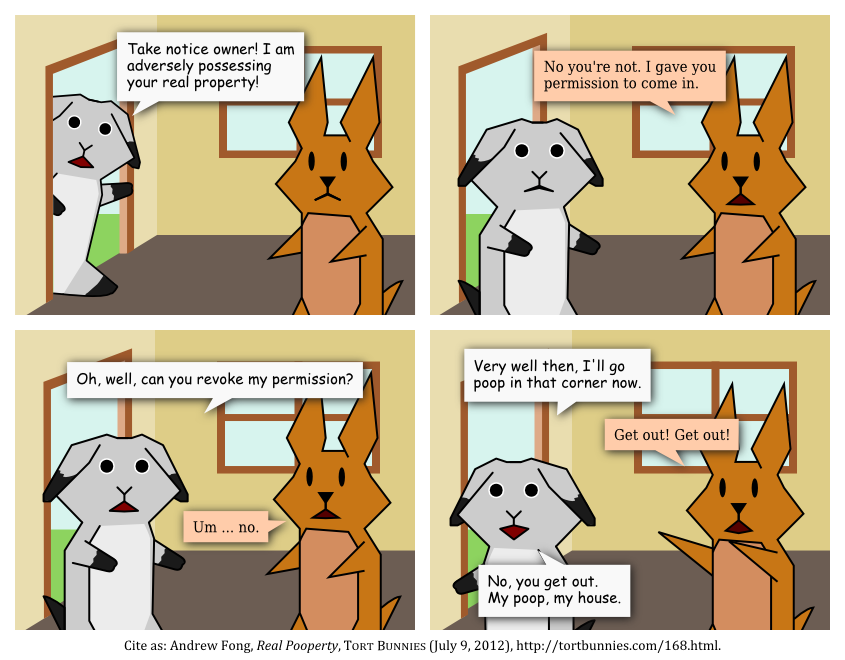 Take notice owner! I am
adversely possessing
your real property!
No you're not. I gave you
permission to come in.
Oh, well, can you revoke my permission?
Um ... no.
Very well then, I'll go
poop in that corner now.
Get out! Get out!
No, you get out.
My poop, my house.
Cite as: Andrew Fong, Real Pooperty, TORT BUNNIES (July 9, 2012), http://tortbunnies.com/168.html.